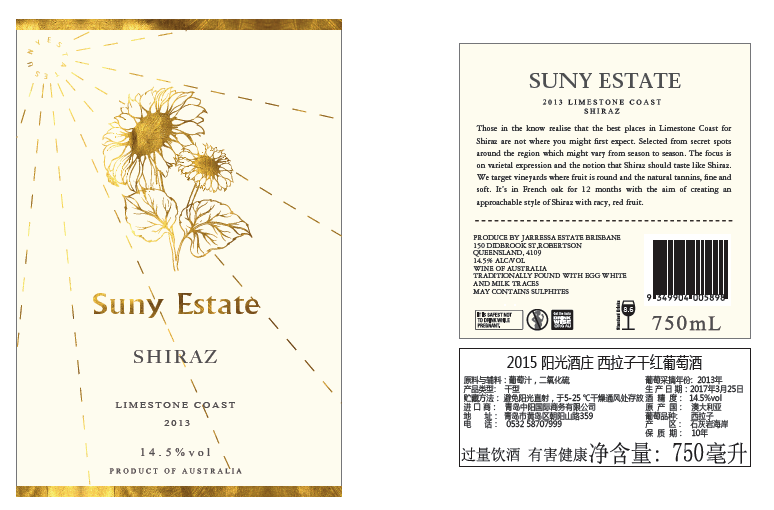 Suny Estate
SHIRAZ
LIMESTONE COAST
2013
14.5%vol
PRODUCT OF AUSTRALIA
SUNY ESTATE
2013 LIMESTONE COAST
SHIRAZ
Those in the know realise that the best places in Limestone Coast for
Shiraz are not where you might first expect. Selected from secret spots
around the region which might vary from season to season. The focus is
on varietal expression and the notion that Shiraz should taste like Shiraz.
We target vineyards where fruit is round and the natural tannins, fine and
soft. It's in French oak for 12 months with the aim of creating an
approachable style of Shiraz with racy, red fruit.
PRODUCE BY JARRESSA ESTATE BRISBANE
150 DIDBROOK ST,ROBERTSON
QUEENSLAND, 4109
14.5% ALC/VOL
WINE OF AUSTRALIA
TRADITIONALLY FOUND WITH EGG WHITE
AND MILK TRACES
MAY CONTAINS SULPHITES
9 349904 005898
IT IS SAFEST NOT
TO DRINK WHILE
PREGNANT.
8.6
750mL
2015 阳光酒庄 西拉子干红葡萄酒
原料与辅料：葡萄汁，二氧化硫
产品类型： 干型
贮藏方法： 避免阳光直射，于5-25 ℃干燥通风处存放
进 口 商： 青岛中阳国际商务有限公司
地 址： 青岛市黄岛区朝阳山路359
电 话： 0532 58707999
葡萄采摘年份: 2013年
生 产 日 期：2017年3月25日
酒 精 度： 14.5%vol
原 产 国： 澳大利亚
葡萄品种: 西拉子
产 区： 石灰岩海岸
保 质 期： 10年
过量饮酒 有害健康 净含量：750毫升